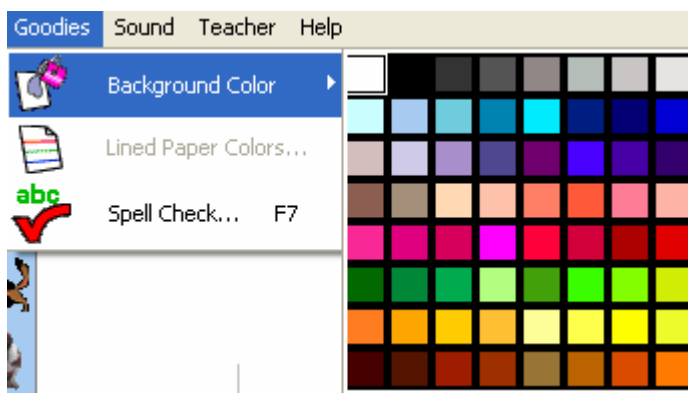 Goodies Sound Teacher Help
Background Color
Lined Paper Colors...
abc
Spell Check... F7